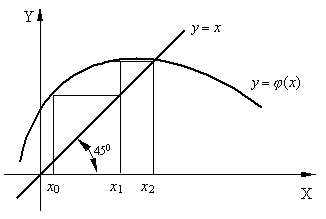 Y
y = x
y = φ(x)
45⁰
x₀ x₁ x₂ X